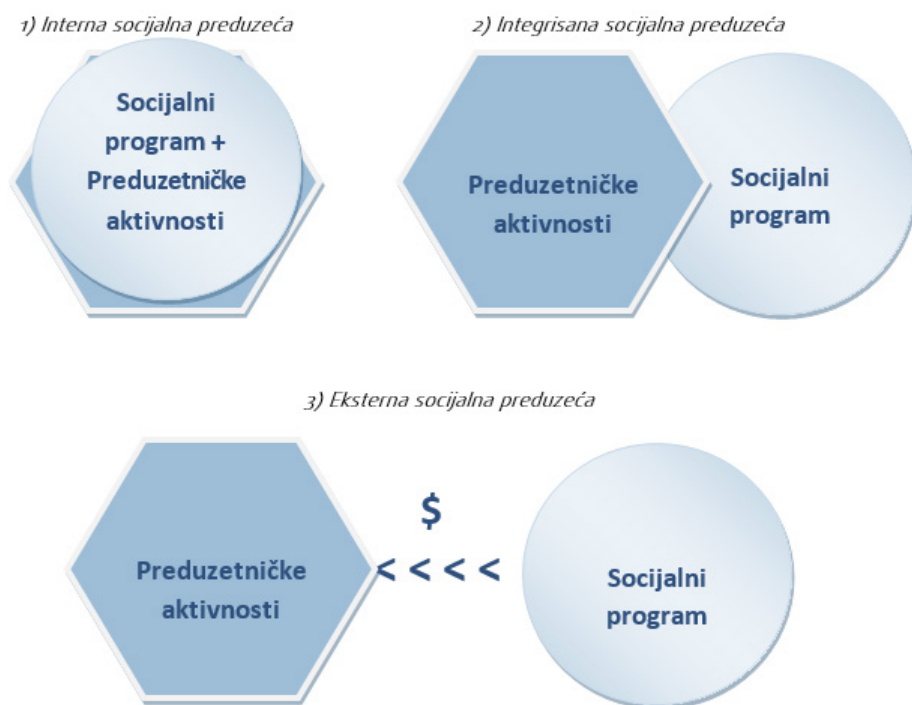 1) Interna socijalna preduzeća
Socijalni
program +
Preduzetničke
aktivnosti
2) Integrisana socijalna preduzeća
Preduzetničke
aktivnosti
Socijalni
program
3) Eksterna socijalna preduzeća
Preduzetničke
aktivnosti
$
< < < <
Socijalni
program